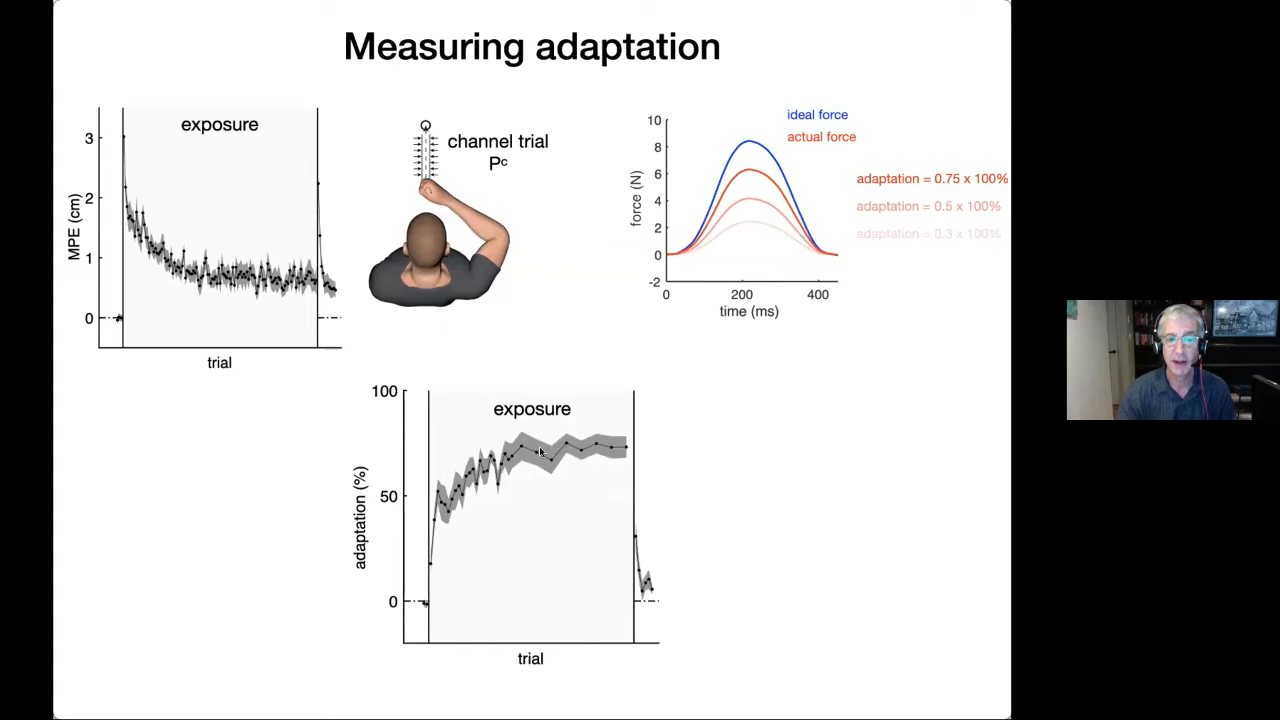 Measuring adaptation
exposure
3
2
1
0
MPE (cm)
trial
channel trial
Pᶜ
ideal force
actual force
10
8
6
4
2
0
-2
force (N)
0
200
400
time (ms)
adaptation = 0.75 x 100%
adaptation = 0.5 x 100%
adaptation = 0.3 x 100%
exposure
100
50
0
adaptation (%)
trial